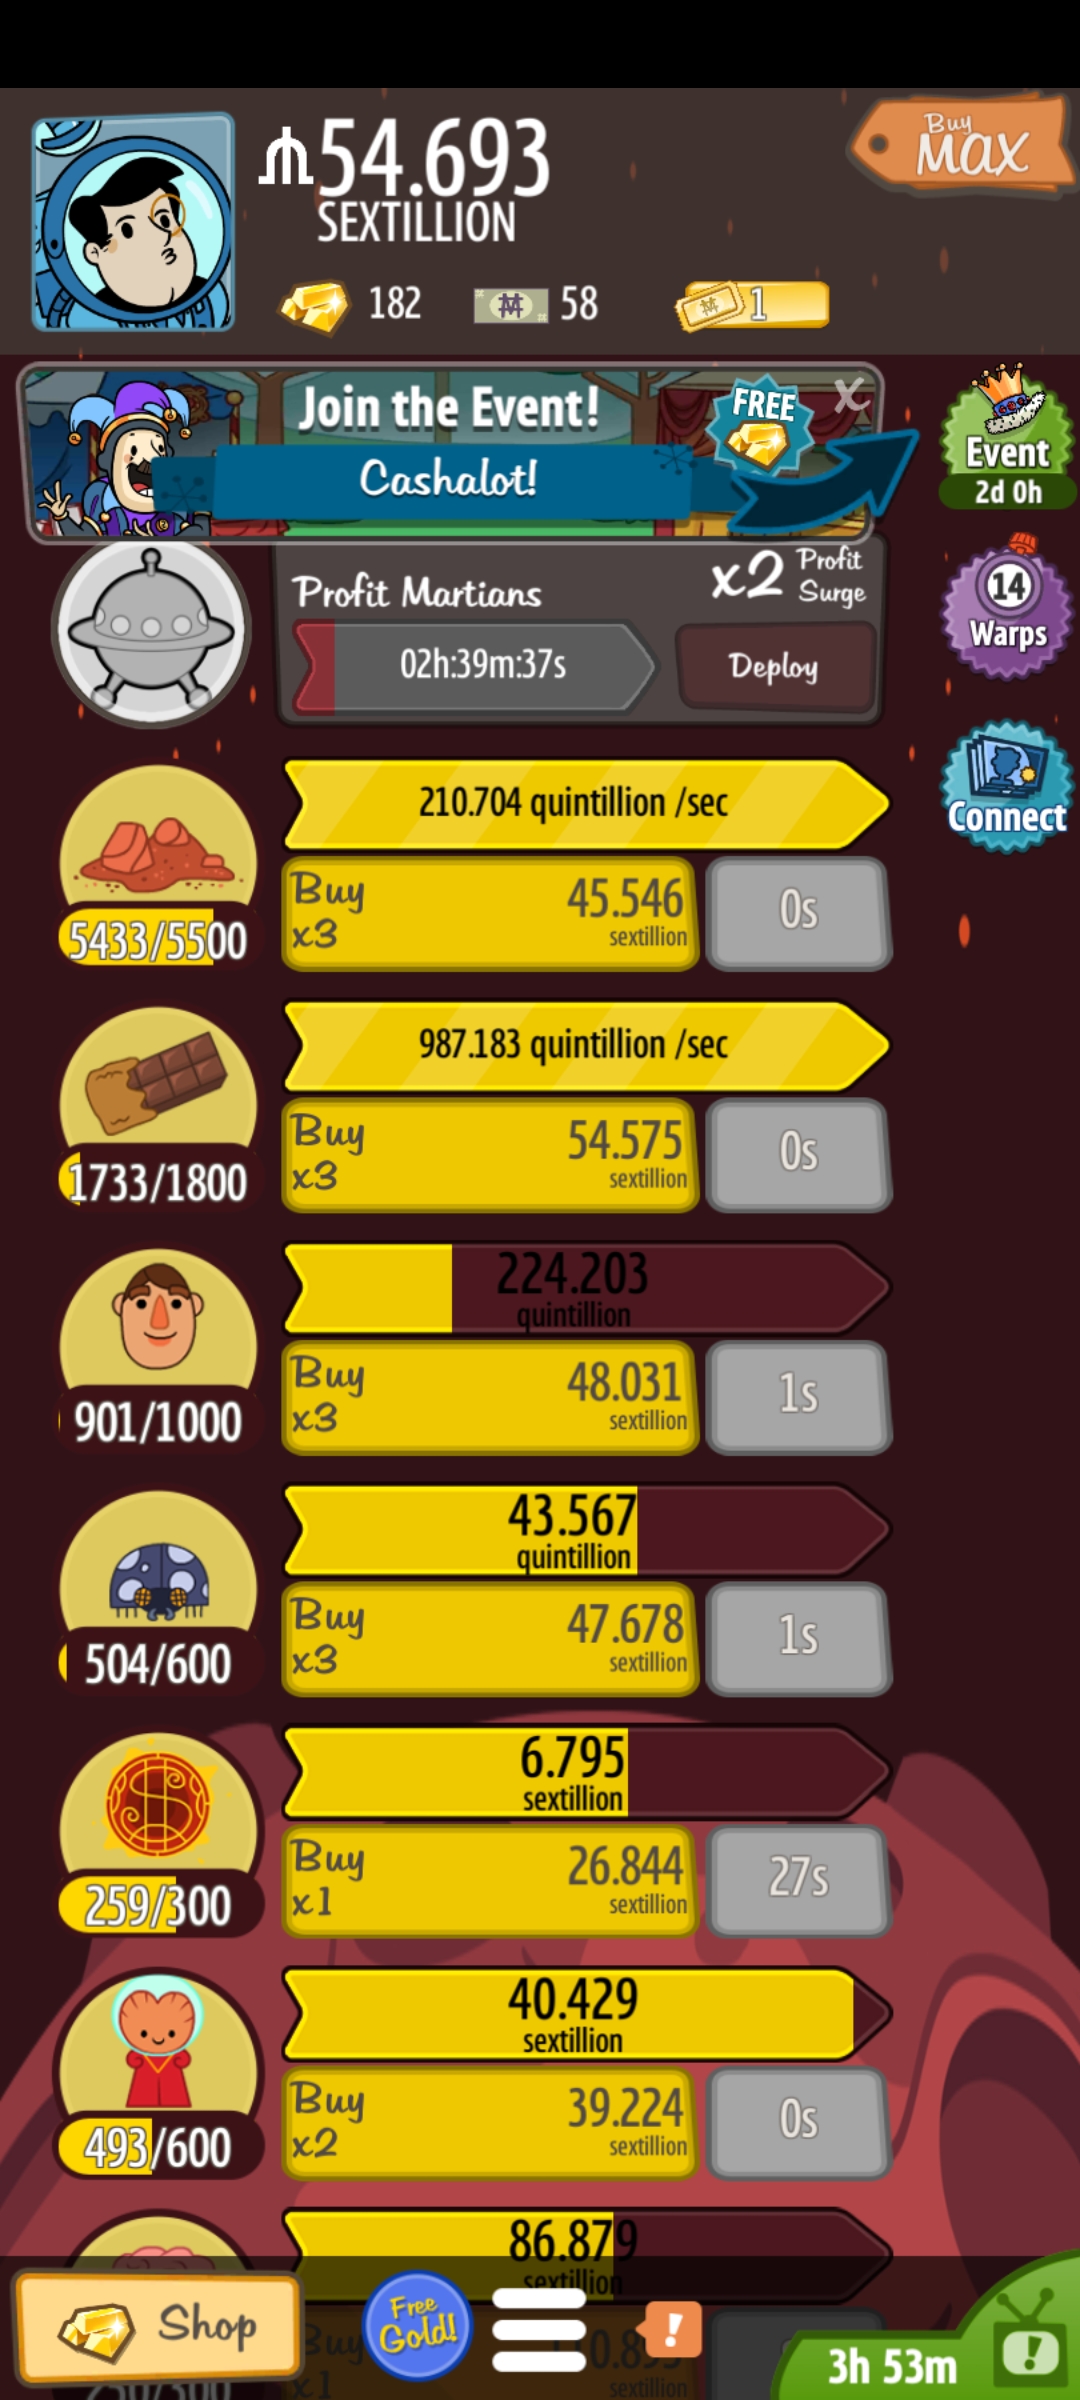 54.693
SEXTILLION
Buy
MAX
182
58
1
Join the Event!
FREE
X
Cashalot!
Event
2d 0h
Profit Martians
x2 Profit
Surge
02h:39m:37s
Deploy
14
Warps
Connect
210.704 quintillion /sec
5433/5500
Buy
x3
45.546
sextillion
0s
987.183 quintillion /sec
1733/1800
Buy
x3
54.575
sextillion
0s
224.203
quintillion
901/1000
Buy
x3
48.031
sextillion
1s
43.567
quintillion
504/600
Buy
x3
47.678
sextillion
1s
6.795
sextillion
259/300
Buy
x1
26.844
sextillion
27s
40.429
sextillion
493/600
Buy
x2
39.224
sextillion
0s
86.879
sextillion
Buy
x1
Shop
Free
Gold!
!
3h 53m
!